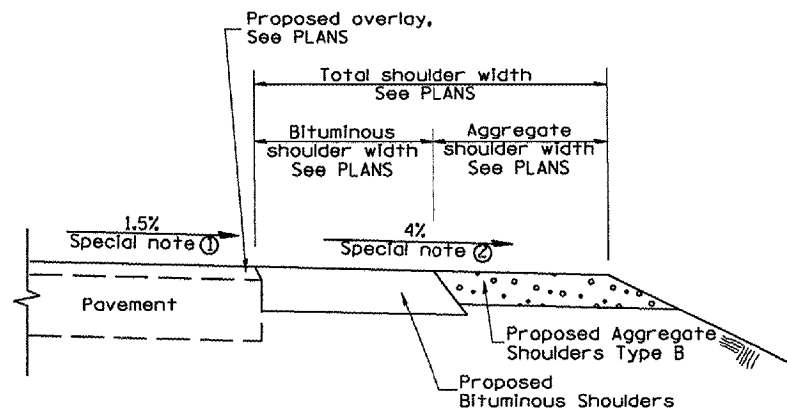 Proposed overlay.
See PLANS
Total shoulder width
See PLANS
Bituminous
shoulder width
See PLANS
Aggregate
shoulder width
See PLANS
1.5%
Special note ①
4%
Special note ②
Pavement
Proposed Aggregate
Shoulders Type B
Proposed
Bituminous Shoulders